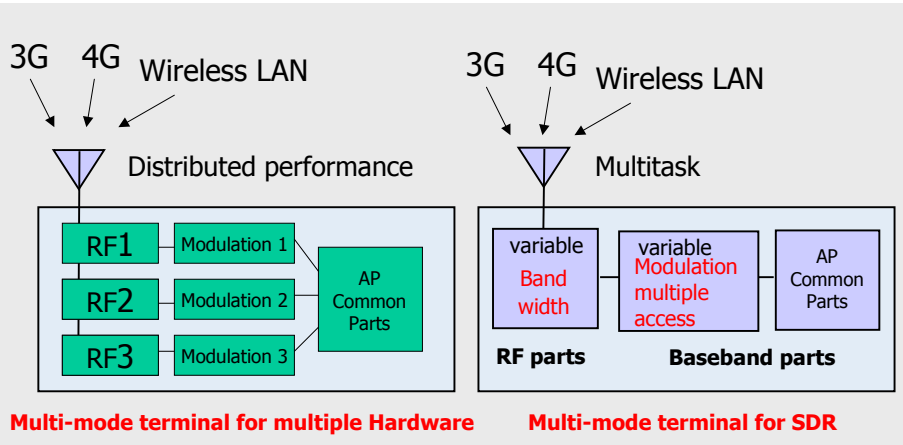 3G 4G Wireless LAN
Distributed performance
RF1 Modulation 1
RF2 Modulation 2
RF3 Modulation 3
AP
Common
Parts
Multi-mode terminal for multiple Hardware
3G 4G Wireless LAN
Multitask
variable
Band
width
variable
Modulation
multiple
access
AP
Common
Parts
RF parts Baseband parts
Multi-mode terminal for SDR